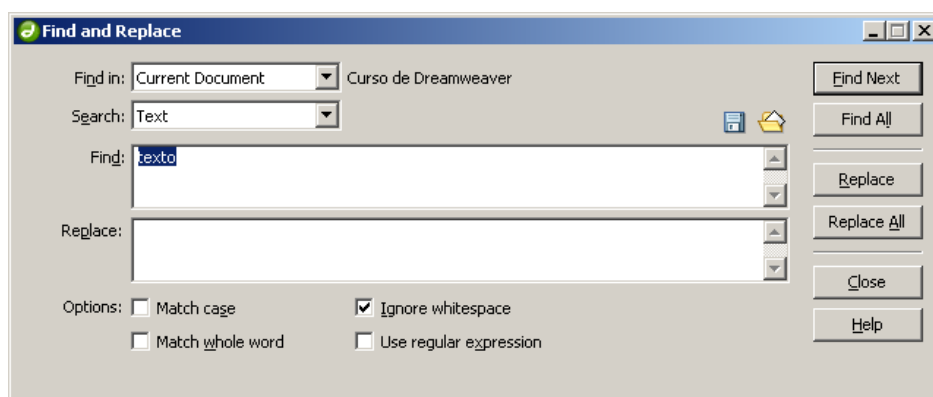 Find and Replace
Find in: Current Document Curso de Dreamweaver Find Next
Search: Text Find All
Find: texto
Replace
Replace: Replace All
Close
Options: Match case Ignore whitespace
Help
Match whole word Use regular expression